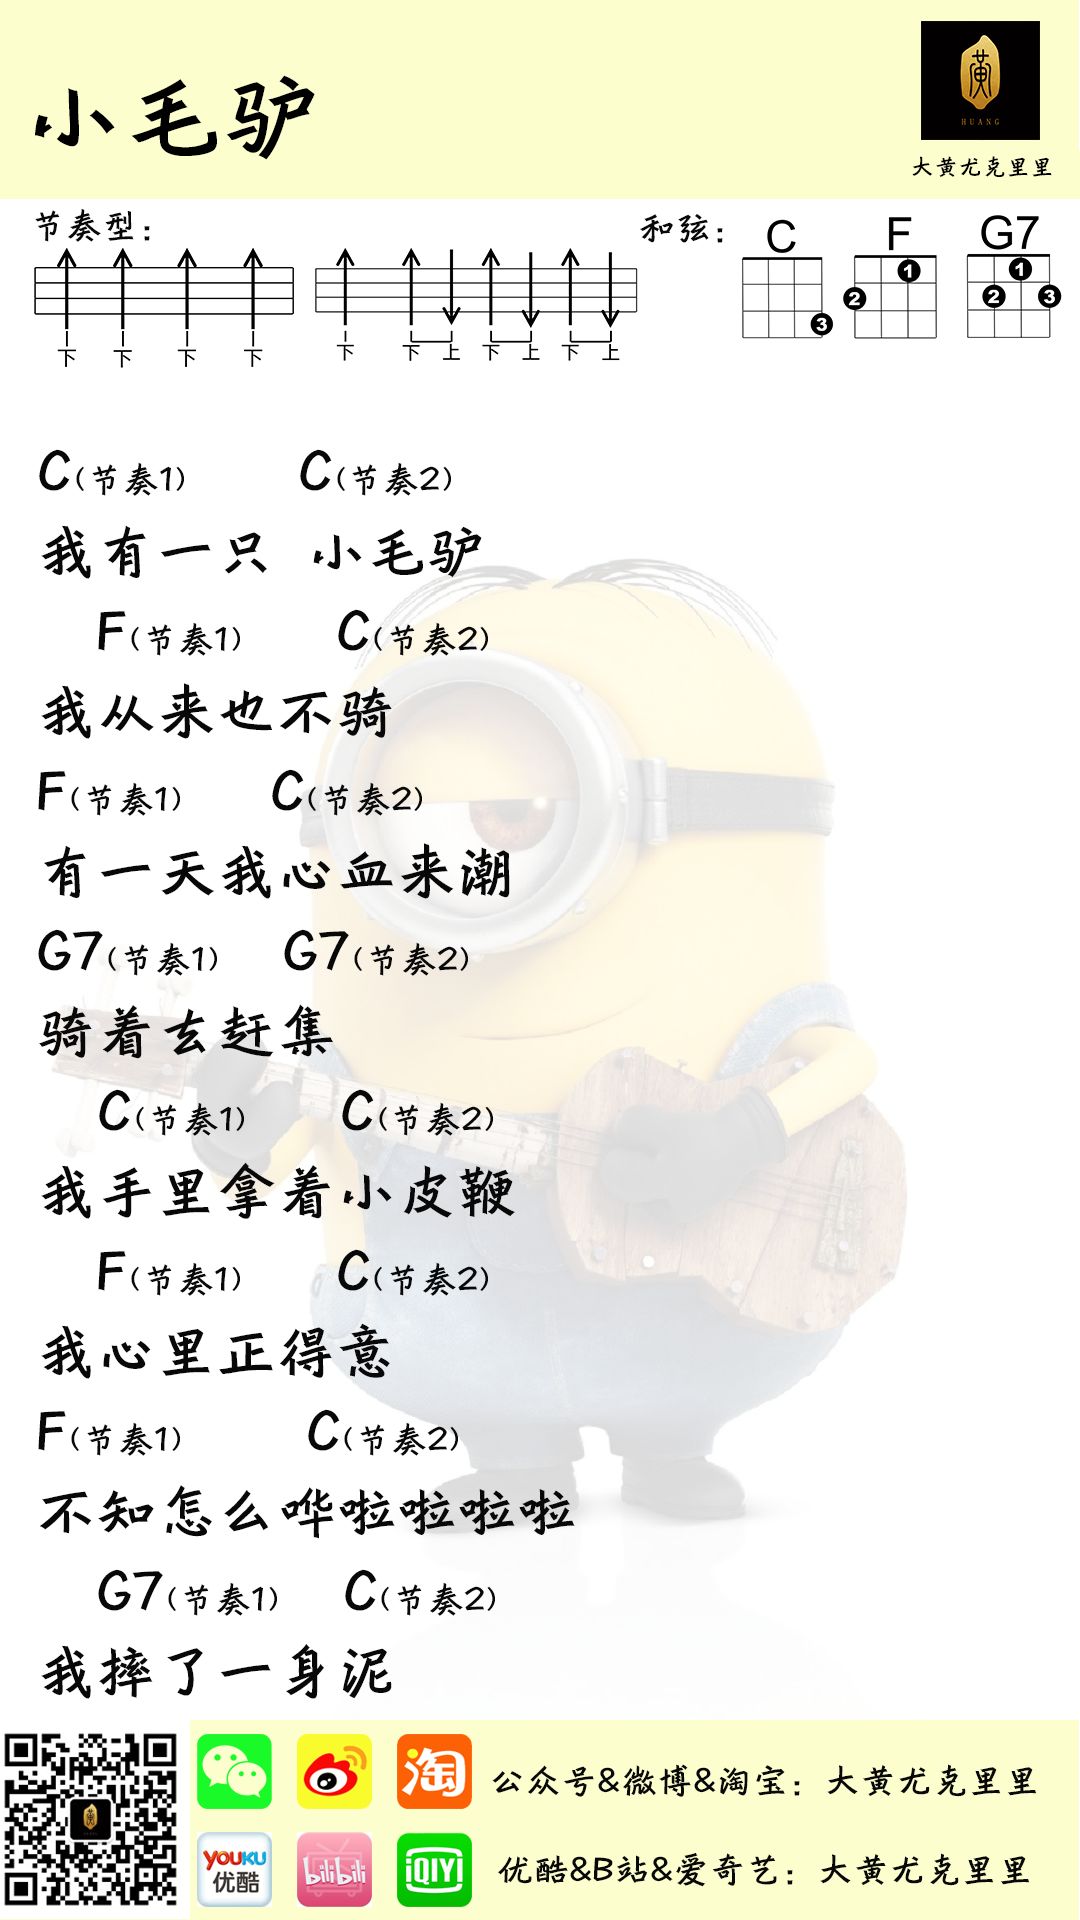 小毛驴
HUANG
大黄尤克里里
节奏型：
下 下 下 下
下 下 上 下 上 下 上
和弦： C F G7
3 2 1 2 1 3
C(节奏1) C(节奏2)
我有一只 小毛驴
F(节奏1) C(节奏2)
我从来也不骑
F(节奏1) C(节奏2)
有一天我心血来潮
G7(节奏1) G7(节奏2)
骑着去赶集
C(节奏1) C(节奏2)
我手里拿着小皮鞭
F(节奏1) C(节奏2)
我心里正得意
F(节奏1) C(节奏2)
不知怎么哗啦啦啦啦
G7(节奏1) C(节奏2)
我摔了一身泥
淘
公众号&微博&淘宝：大黄尤克里里
YOUKU
优酷
bilibili
iQIYI
优酷&B站&爱奇艺：大黄尤克里里